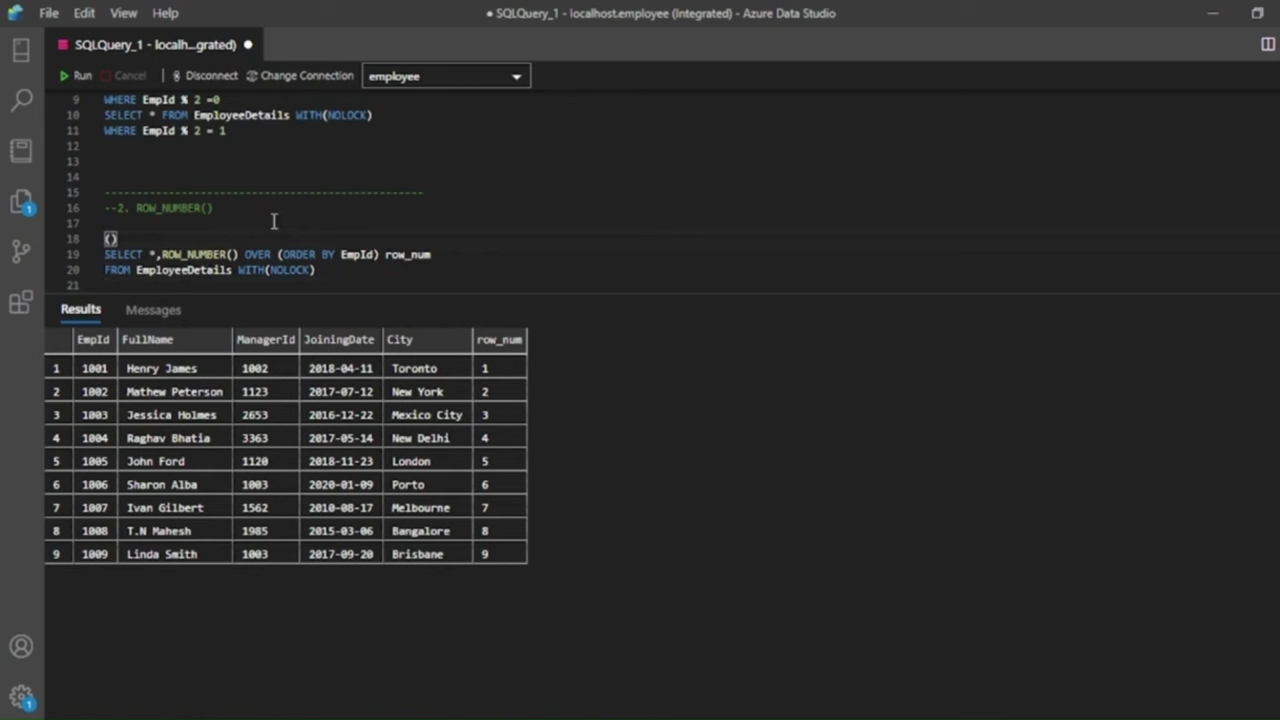 File Edit View Help
● SQLQuery_1 - localhost.employee (Integrated) - Azure Data Studio
SQLQuery_1 - localh...grated) ●
Run Cancel Disconnect Change Connection employee
9 WHERE EmpId % 2 =0
10 SELECT * FROM EmployeeDetails WITH(NOLOCK)
11 WHERE EmpId % 2 = 1
12
13
14
15 --------------------------------------------------
16 --2. ROW_NUMBER()
17
18 ()
19 SELECT *,ROW_NUMBER() OVER (ORDER BY EmpId) row_num
20 FROM EmployeeDetails WITH(NOLOCK)
21
Results Messages
EmpId FullName ManagerId JoiningDate City row_num
1 1001 Henry James 1002 2018-04-11 Toronto 1
2 1002 Mathew Peterson 1123 2017-07-12 New York 2
3 1003 Jessica Holmes 2653 2016-12-22 Mexico City 3
4 1004 Raghav Bhatia 3363 2017-05-14 New Delhi 4
5 1005 John Ford 1120 2018-11-23 London 5
6 1006 Sharon Alba 1003 2020-01-09 Porto 6
7 1007 Ivan Gilbert 1562 2010-08-17 Melbourne 7
8 1008 T.N Mahesh 1985 2015-03-06 Bangalore 8
9 1009 Linda Smith 1003 2017-09-20 Brisbane 9
1
1